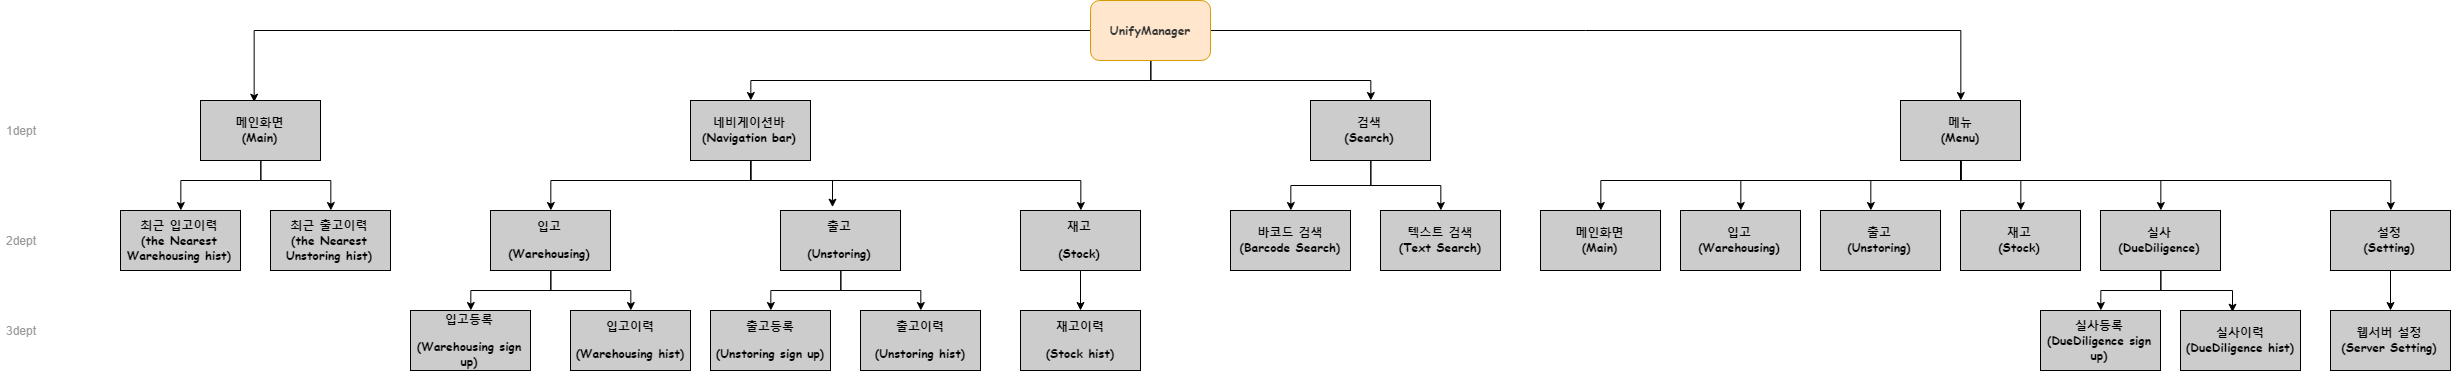 UnifyManager
1dept
메인화면
(Main)
네비게이션바
(Navigation bar)
검색
(Search)
메뉴
(Menu)
2dept
최근 입고이력
(the Nearest
Warehousing hist)
최근 출고이력
(the Nearest
Unstoring hist)
입고
(Warehousing)
출고
(Unstoring)
재고
(Stock)
바코드 검색
(Barcode Search)
텍스트 검색
(Text Search)
메인화면
(Main)
입고
(Warehousing)
출고
(Unstoring)
재고
(Stock)
실사
(DueDiligence)
설정
(Setting)
3dept
입고등록
(Warehousing sign
up)
입고이력
(Warehousing hist)
출고등록
(Unstoring sign up)
출고이력
(Unstoring hist)
재고이력
(Stock hist)
실사등록
(DueDiligence sign
up)
실사이력
(DueDiligence hist)
웹서버 설정
(Server Setting)